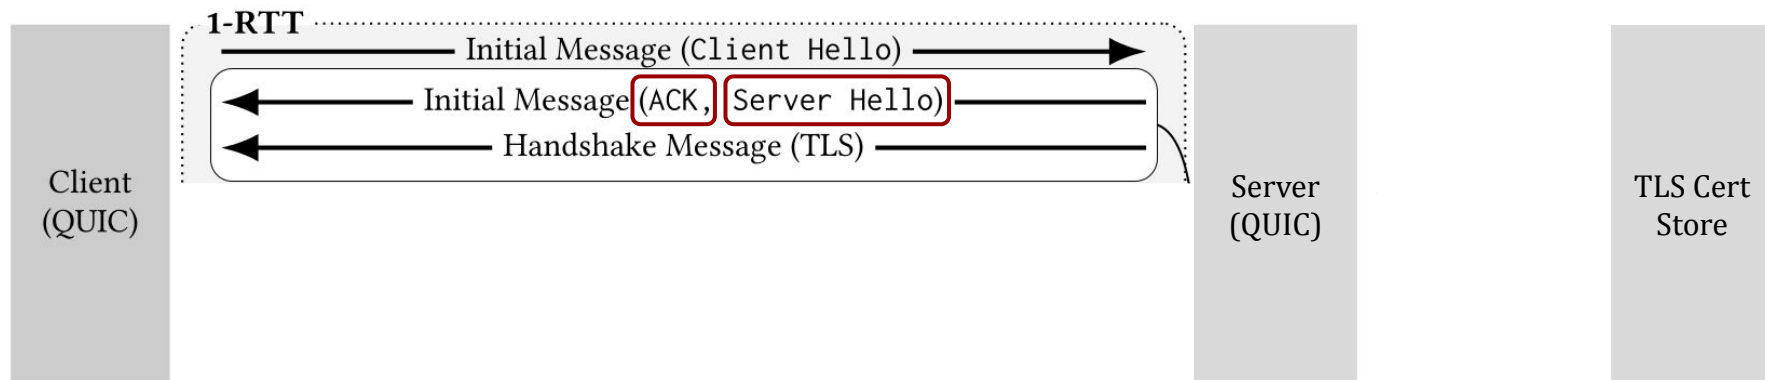 1-RTT
Initial Message (Client Hello)
Initial Message (ACK, Server Hello)
Handshake Message (TLS)
Client
(QUIC)
Server
(QUIC)
TLS Cert
Store